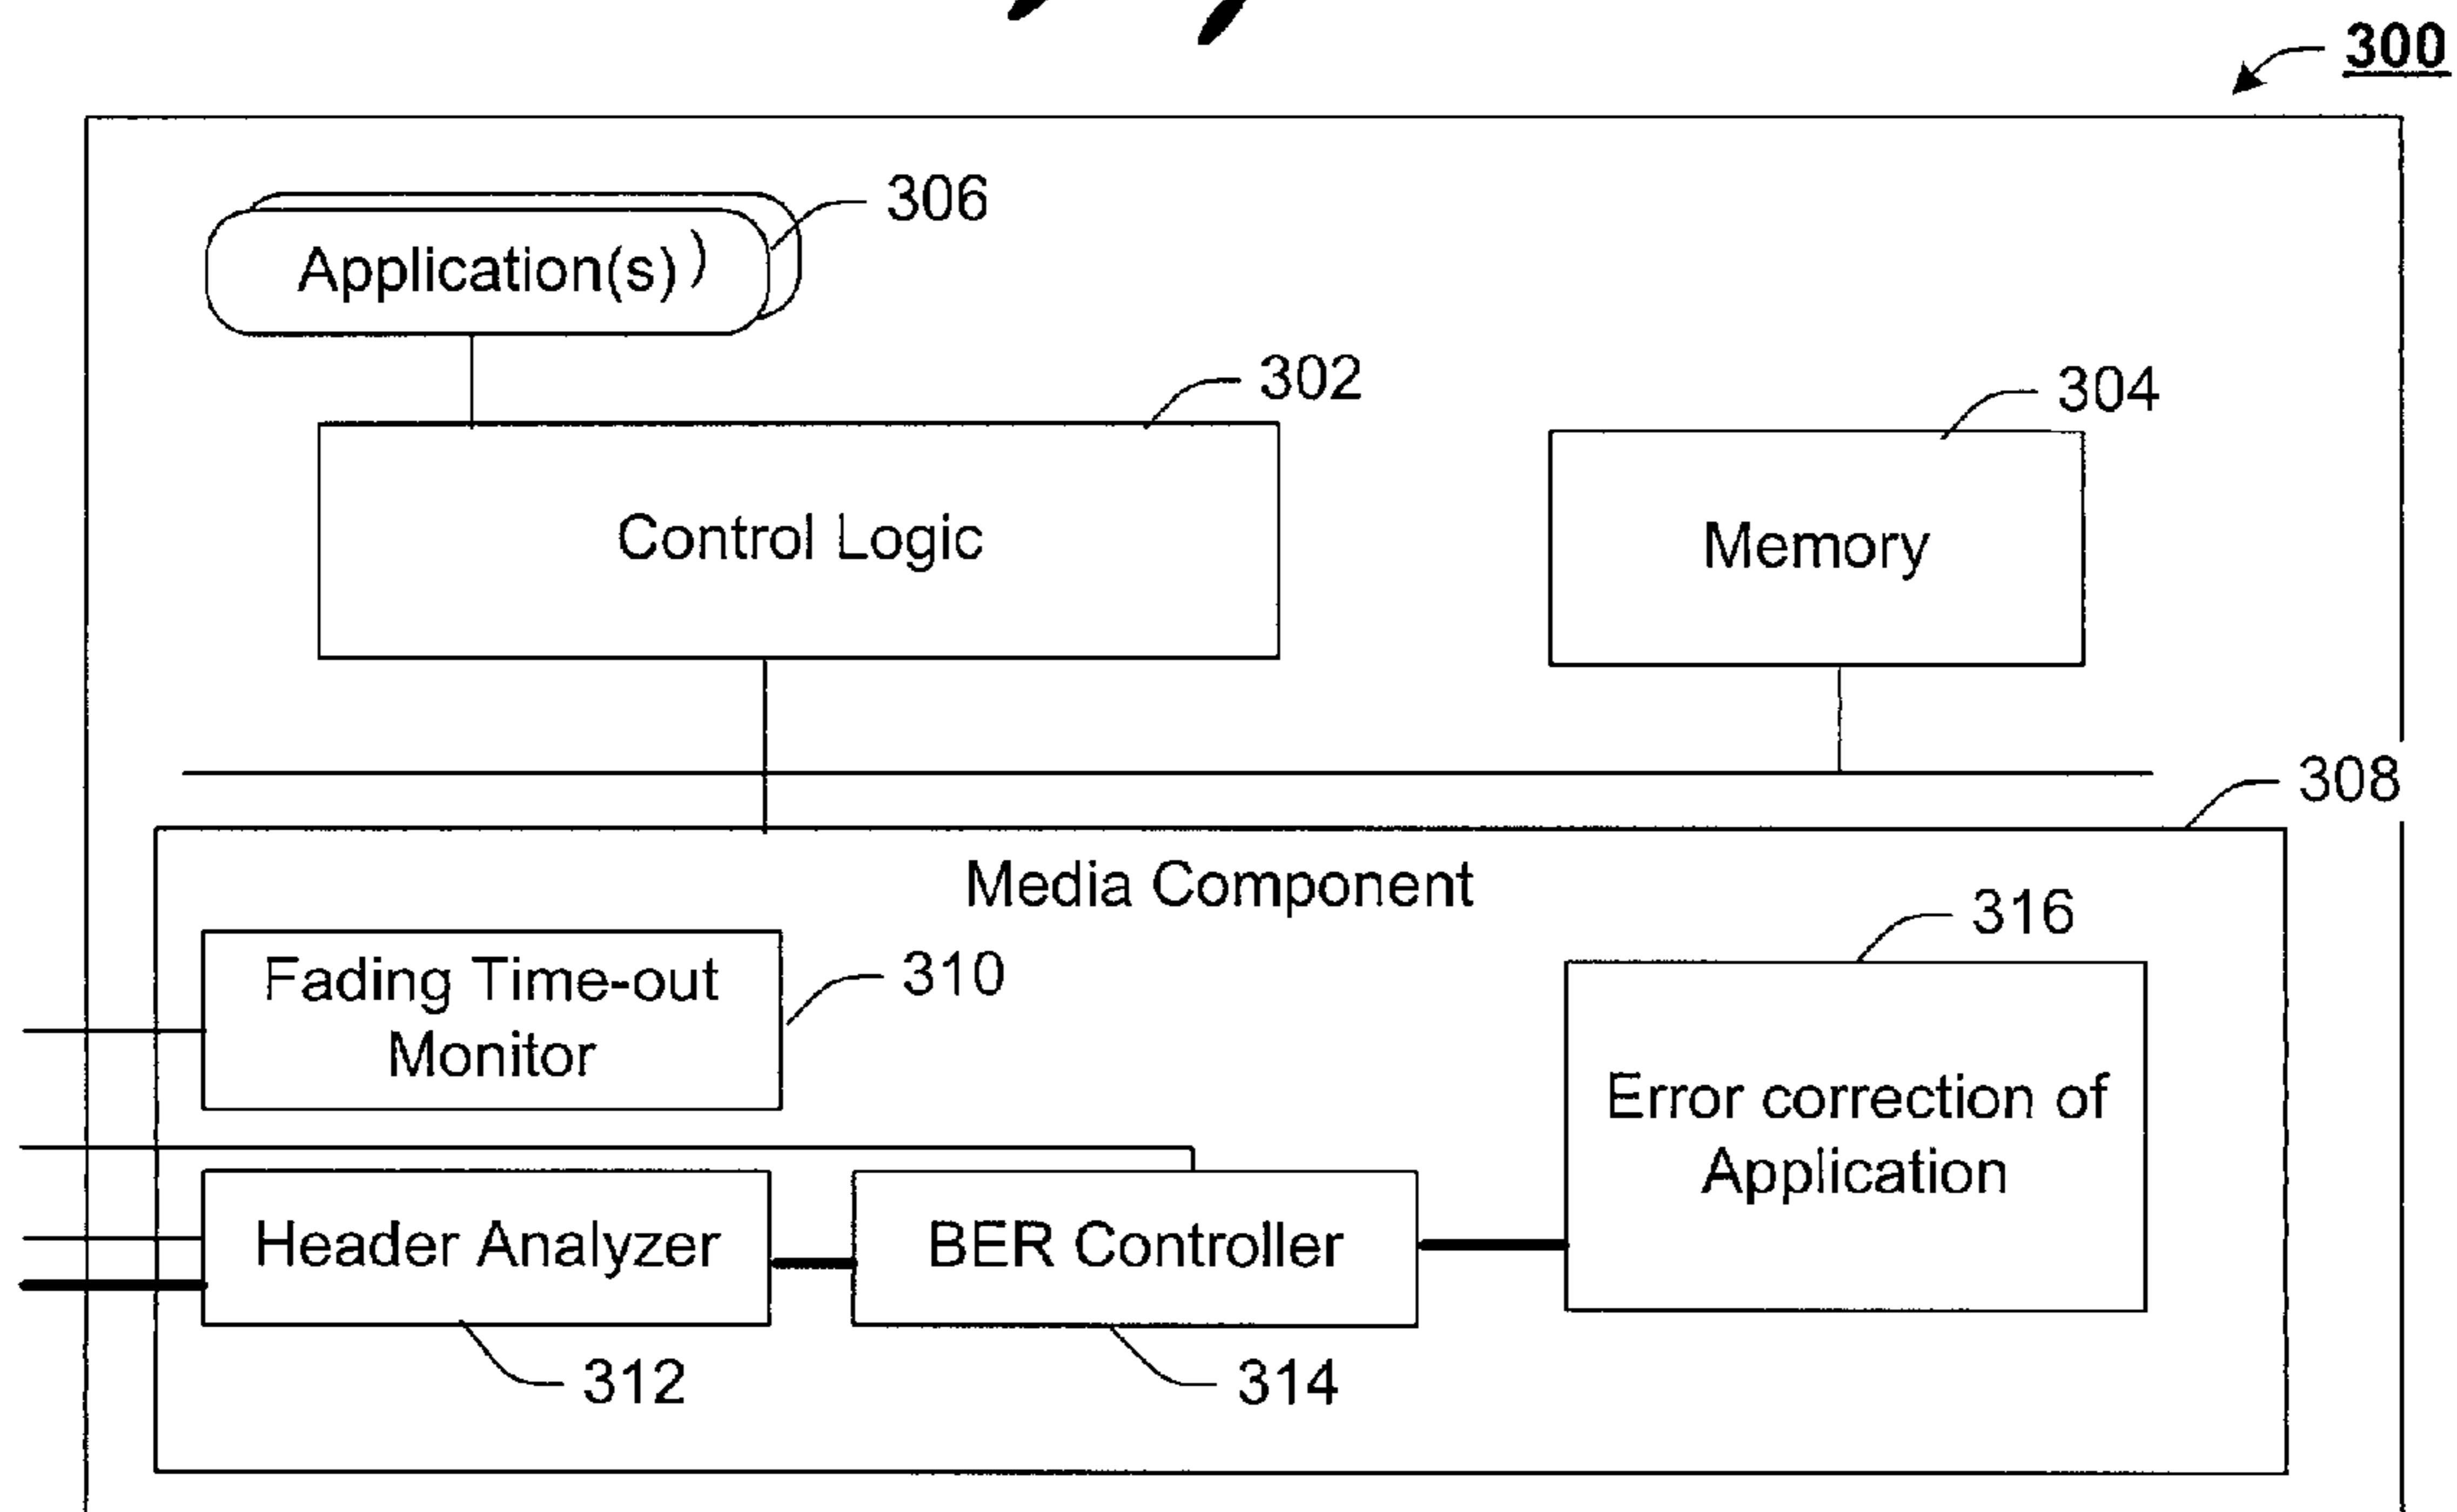 300
306
Application(s))
302
304
Control Logic
Memory
308
Media Component
316
Fading Time-out
Monitor
310
Error correction of
Application
Header Analyzer
BER Controller
312
314